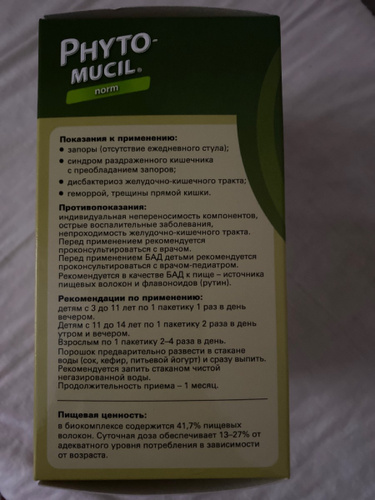 PHYTO-
MUCIL®
norm
Показания к применению:
• запоры (отсутствие ежедневного стула);
• синдром раздраженного кишечника
с преобладанием запоров;
• дисбактериоз желудочно-кишечного тракта;
• геморрой, трещины прямой кишки.
Противопоказания:
индивидуальная непереносимость компонентов,
острые воспалительные заболевания,
непроходимость желудочно-кишечного тракта.
Перед применением рекомендуется
проконсультироваться с врачом.
Перед применением БАД детьми рекомендуется
проконсультироваться с врачом-педиатром.
Рекомендуется в качестве БАД к пище – источника
пищевых волокон и флавоноидов (рутин).
Рекомендации по применению:
детям с 3 до 11 лет по 1 пакетику 1 раз в день
вечером.
Детям с 11 до 14 лет по 1 пакетику 2 раза в день
утром и вечером.
Взрослым по 1 пакетику 2–4 раза в день.
Порошок предварительно развести в стакане
воды (сок, кефир, питьевой йогурт) и сразу выпить.
Рекомендуется запить стаканом чистой
негазированной воды.
Продолжительность приема – 1 месяц.
Пищевая ценность:
в биокомплексе содержится 41,7% пищевых
волокон. Суточная доза обеспечивает 13–27% от
адекватного уровня потребления в зависимости
от возраста.